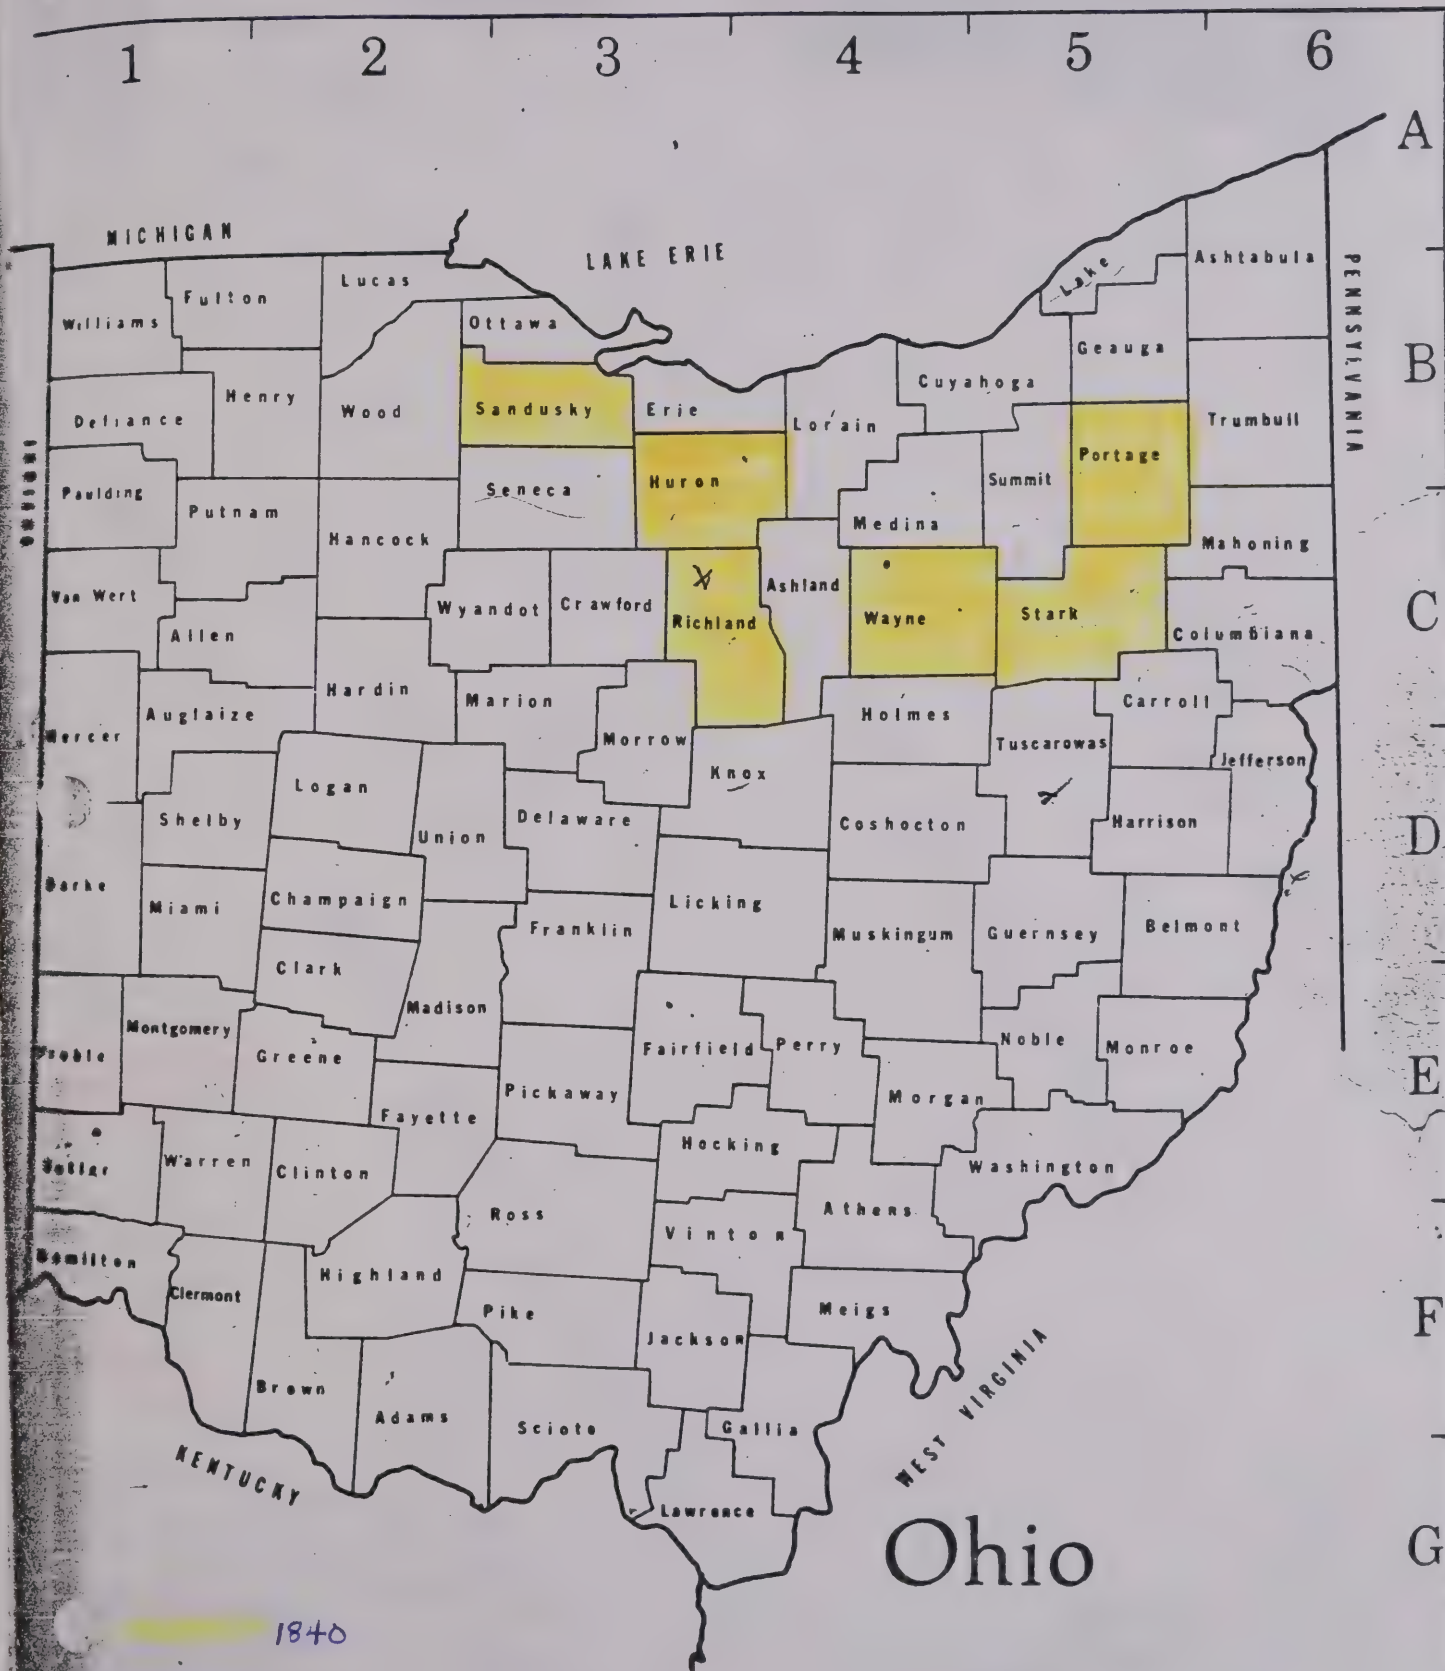 1 2 3 4 5 6
A
MICHIGAN
LAKE ERIE
PENNSYLVANIA
Lake
Ashtabula
Williams
Fulton
Lucas
Ottawa
Geauga
B
Defiance
Henry
Wood
Sandusky
Erie
Lorain
Cuyahoga
Trumbull
Paulding
Putnam
Hancock
Seneca
Huron
Medina
Summit
Portage
Mahoning
Van Wert
Allen
Wyandot
Crawford
Richland
Ashland
Wayne
Stark
Columbiana
C
Mercer
Auglaize
Hardin
Marion
Morrow
Knox
Holmes
Tuscarowas
Carroll
Jefferson
Shelby
Logan
Union
Delaware
Coshocton
Harrison
D
Darke
Miami
Champaign
Clark
Madison
Franklin
Licking
Muskingum
Guernsey
Belmont
Preble
Montgomery
Greene
Fayette
Pickaway
Fairfield
Perry
Morgan
Noble
Monroe
E
Butler
Warren
Clinton
Ross
Hocking
Vinton
Athens
Washington
Hamilton
Clermont
Highland
Pike
Jackson
Meigs
F
Brown
Adams
Scioto
Gallia
Lawrence
KENTUCKY
WEST VIRGINIA
Ohio
G
1840